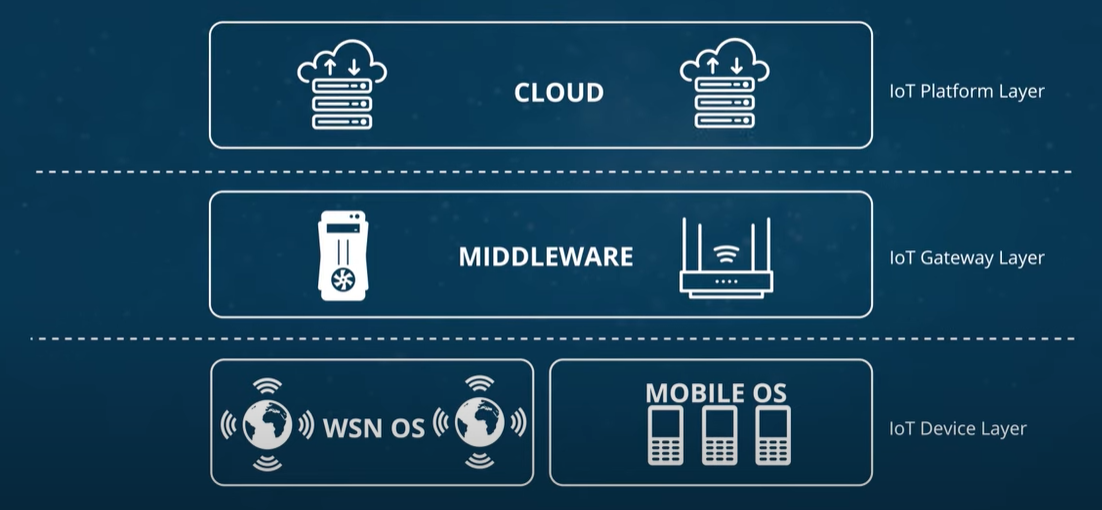 CLOUD
IoT Platform Layer
MIDDLEWARE
IoT Gateway Layer
WSN OS
MOBILE OS
IoT Device Layer